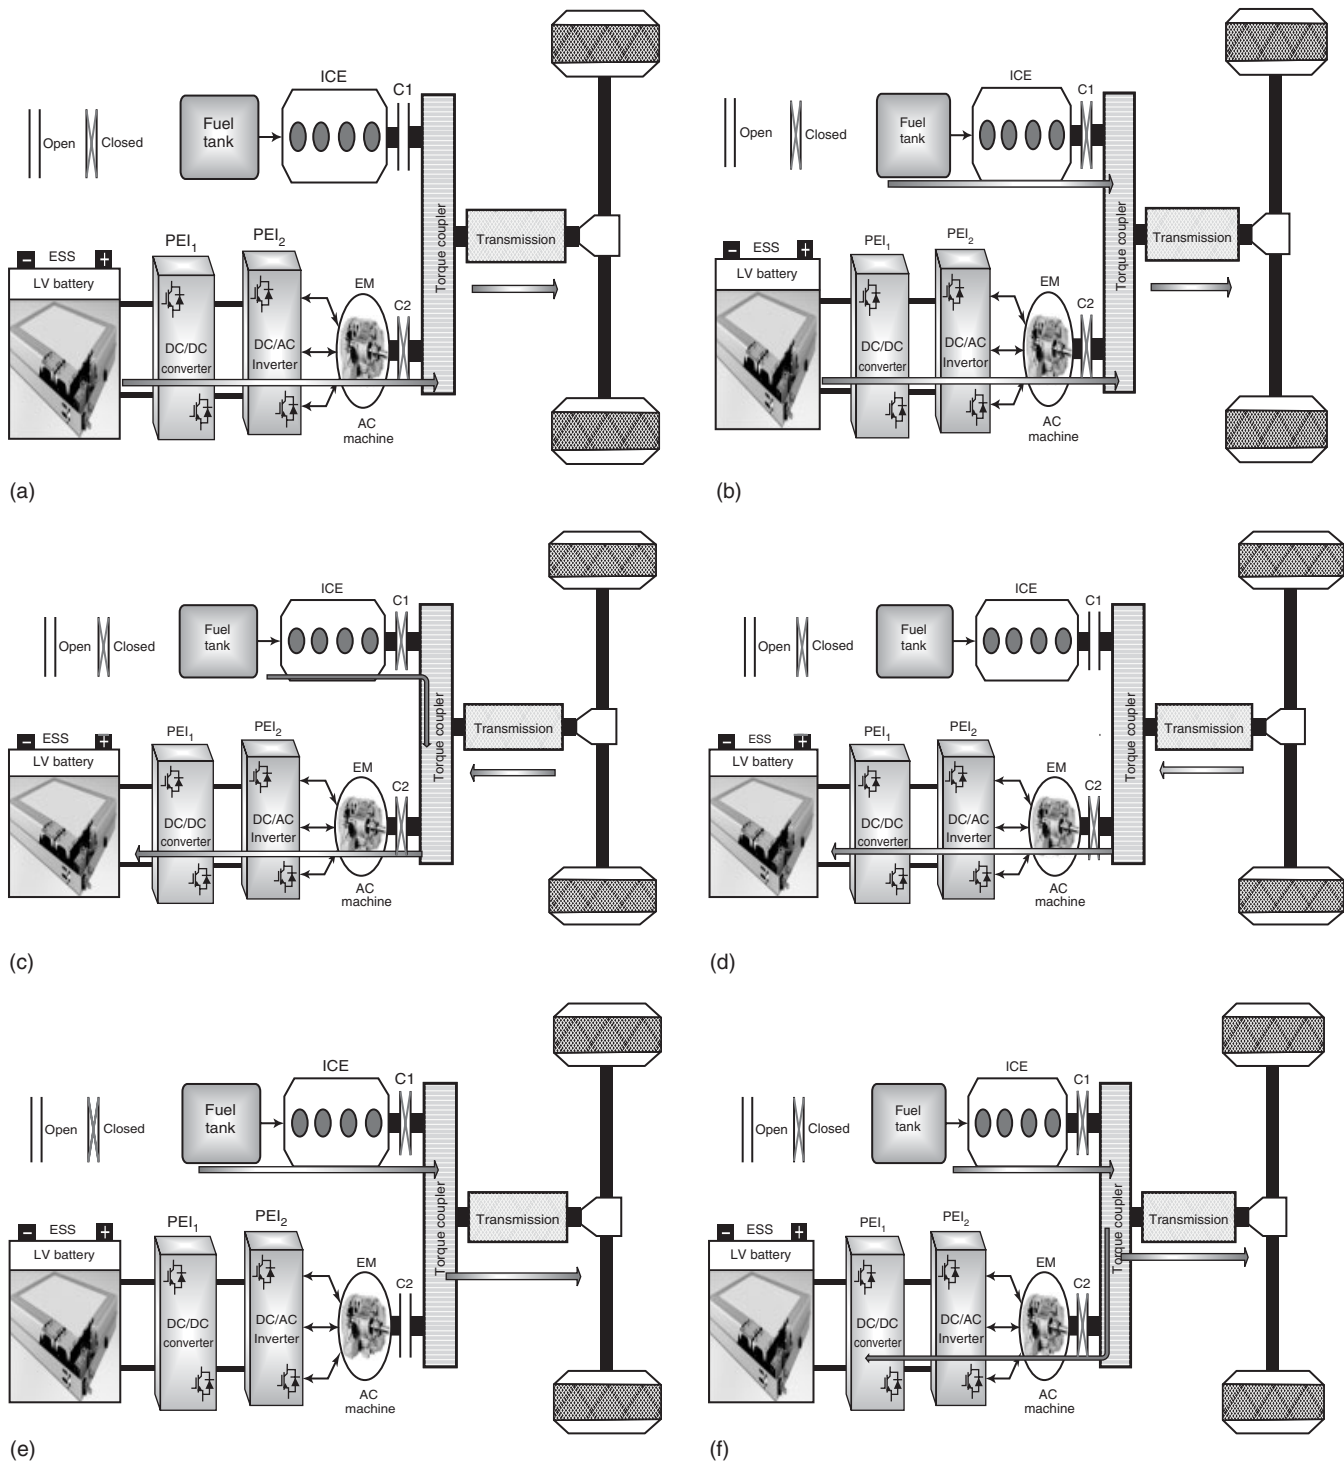 ICE
C1
Fuel
tank
Open
Closed
Torque coupler
Transmission
PEI1
PEI2
- ESS +
LV battery
EM
C2
DC/DC
converter
DC/AC
Inverter
AC
machine
(a)
ICE
C1
Fuel
tank
Open
Closed
Torque coupler
Transmission
PEI1
PEI2
- ESS +
LV battery
EM
C2
DC/DC
converter
DC/AC
Invertor
AC
machine
(b)
ICE
C1
Fuel
tank
Open
Closed
Torque coupler
Transmission
PEI1
PEI2
- ESS +
LV battery
EM
C2
DC/DC
converter
DC/AC
Inverter
AC
machine
(c)
ICE
C1
Fuel
tank
Open
Closed
Torque coupler
Transmission
PEI1
PEI2
- ESS +
LV battery
EM
C2
DC/DC
converter
DC/AC
Inverter
AC
machine
(d)
ICE
C1
Fuel
tank
Open
Closed
Torque coupler
Transmission
PEI1
PEI2
- ESS +
LV battery
EM
C2
DC/DC
converter
DC/AC
Inverter
AC
machine
(e)
ICE
C1
Fuel
tank
Open
Closed
Torque coupler
Transmission
PEI1
PEI2
- ESS +
LV battery
EM
C2
DC/DC
converter
DC/AC
Inverter
AC
machine
(f)